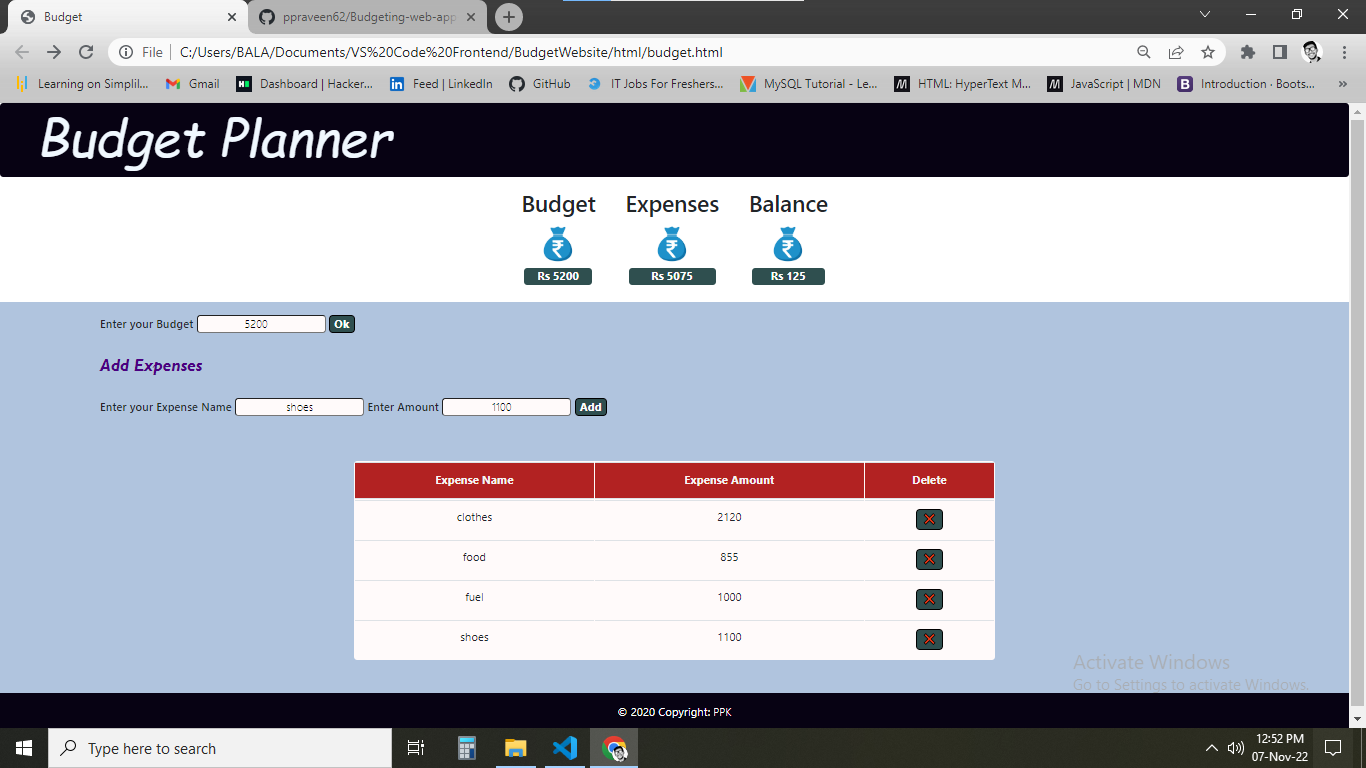 Budget
ppraveen62/Budgeting-web-app
File C:/Users/BALA/Documents/VS%20Code%20Frontend/BudgetWebsite/html/budget.html
Learning on Simplil... Gmail Dashboard | Hacker... Feed | LinkedIn GitHub IT Jobs For Freshers... MySQL Tutorial - Le... HTML: HyperText M... JavaScript | MDN Introduction · Boots...
Budget Planner
Budget Expenses Balance
₹ ₹ ₹
Rs 5200 Rs 5075 Rs 125
Enter your Budget 5200 Ok
Add Expenses
Enter your Expense Name shoes Enter Amount 1100 Add
Expense Name Expense Amount Delete
clothes 2120
food 855
fuel 1000
shoes 1100
Activate Windows
Go to Settings to activate Windows.
© 2020 Copyright: PPK
Type here to search
12:52 PM
07-Nov-22